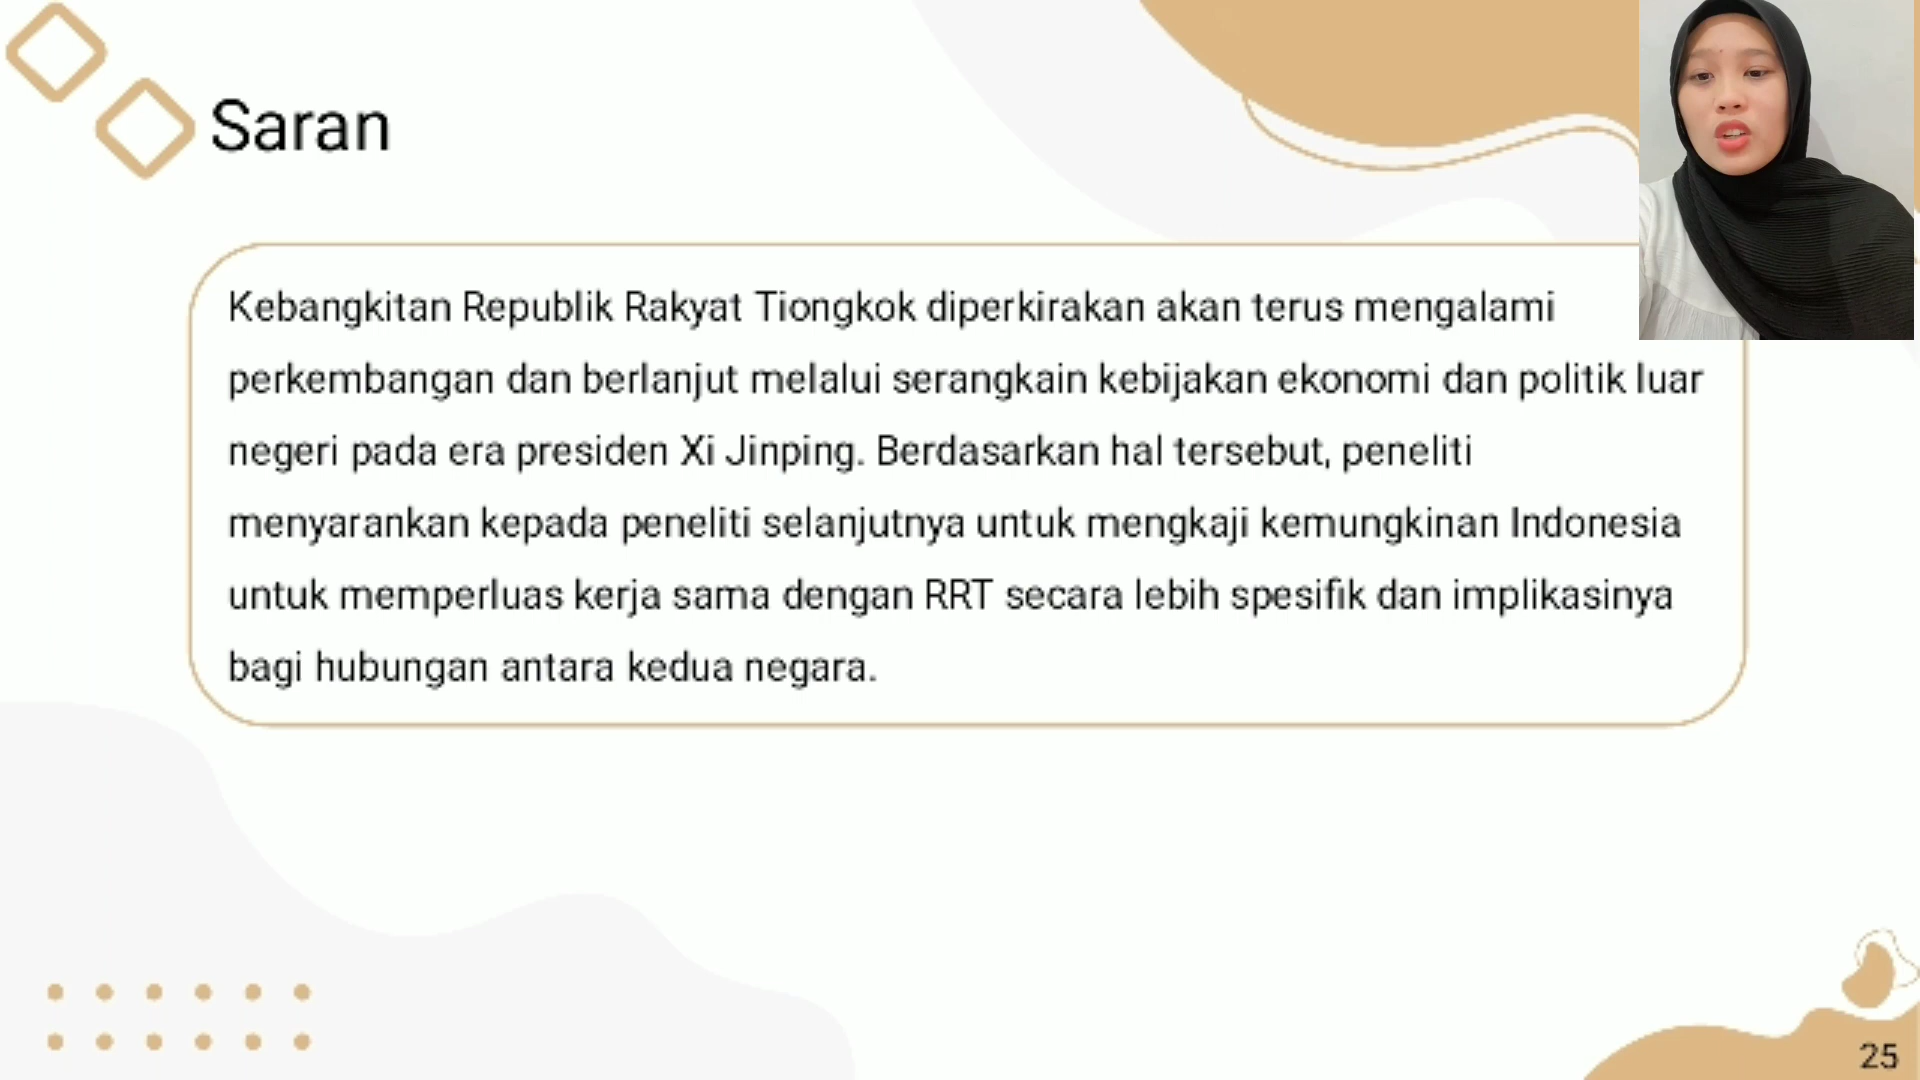 Saran
Kebangkitan Republik Rakyat Tiongkok diperkirakan akan terus mengalami
perkembangan dan berlanjut melalui serangkain kebijakan ekonomi dan politik luar
negeri pada era presiden Xi Jinping. Berdasarkan hal tersebut, peneliti
menyarankan kepada peneliti selanjutnya untuk mengkaji kemungkinan Indonesia
untuk memperluas kerja sama dengan RRT secara lebih spesifik dan implikasinya
bagi hubungan antara kedua negara.
25